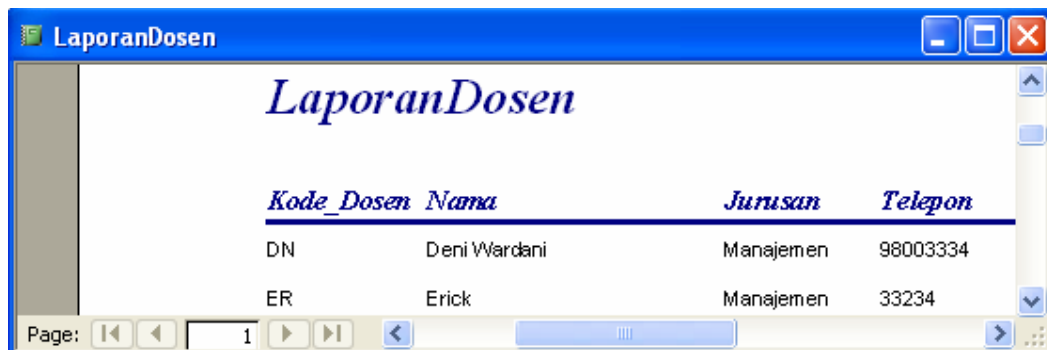 LaporanDosen
LaporanDosen
Kode_Dosen Nama Jurusan Telepon
DN Deni Wardani Manajemen 98003334
ER Erick Manajemen 33234
Page: 1